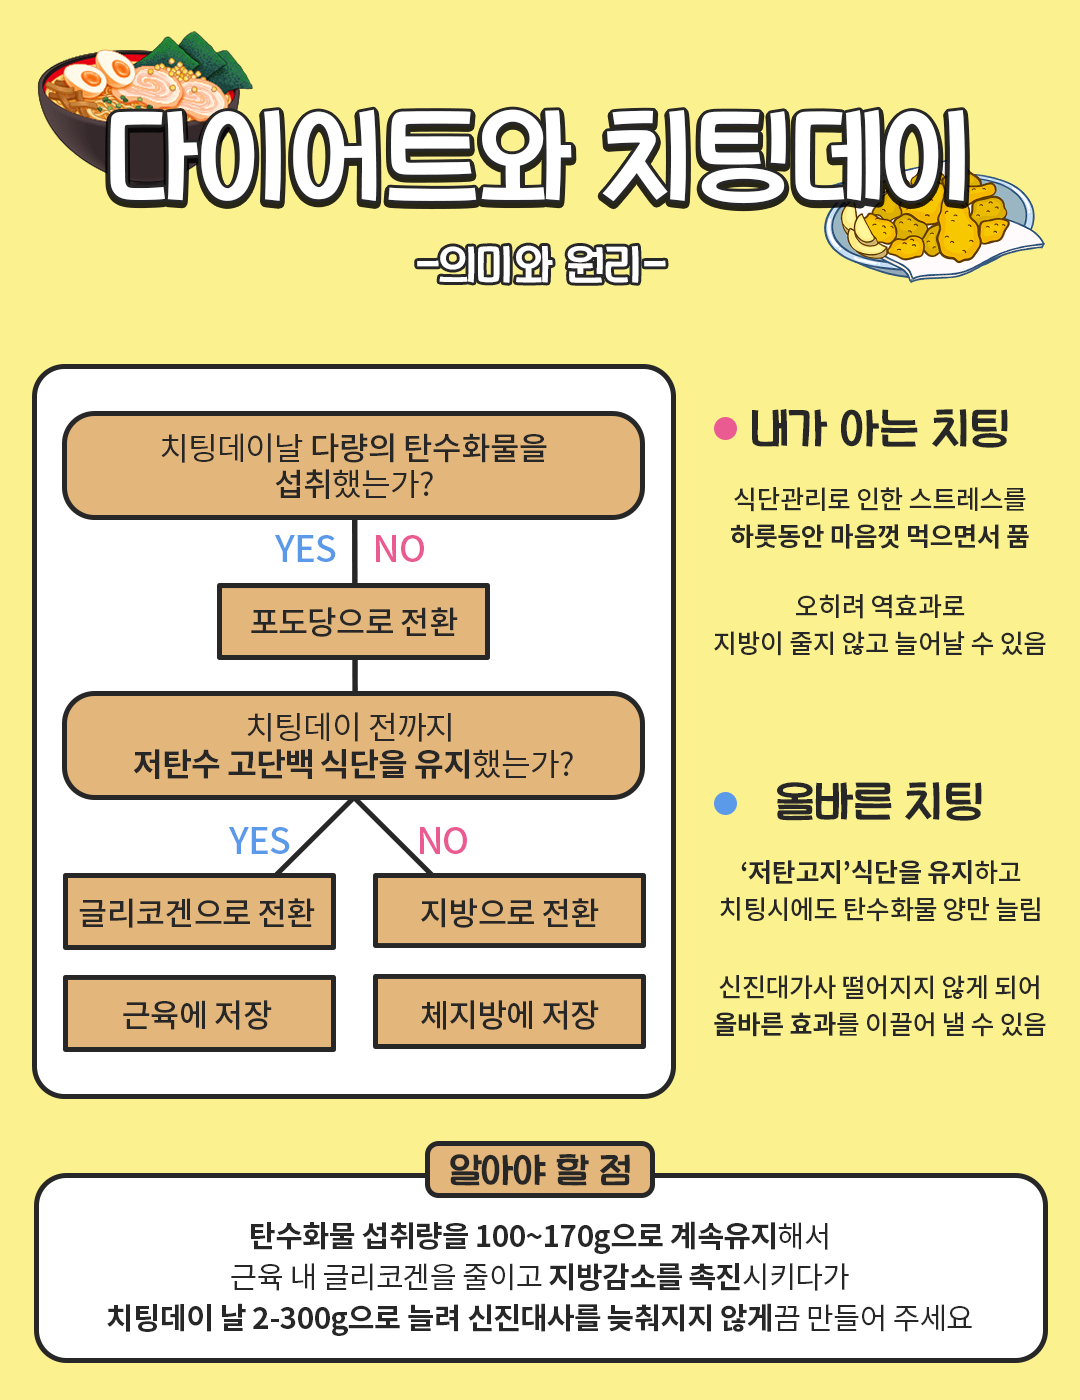 다이어트와 치팅데이
-의미와 원리-
치팅데이날 다량의 탄수화물을
섭취했는가?
YES NO
포도당으로 전환
치팅데이 전까지
저탄수 고단백 식단을 유지했는가?
YES NO
글리코겐으로 전환
지방으로 전환
근육에 저장
체지방에 저장
내가 아는 치팅
식단관리로 인한 스트레스를
하룻동안 마음껏 먹으면서 품
오히려 역효과로
지방이 줄지 않고 늘어날 수 있음
올바른 치팅
‘저탄고지’식단을 유지하고
치팅시에도 탄수화물 양만 늘림
신진대가사 떨어지지 않게 되어
올바른 효과를 이끌어 낼 수 있음
알아야 할 점
탄수화물 섭취량을 100~170g으로 계속유지해서
근육 내 글리코겐을 줄이고 지방감소를 촉진시키다가
치팅데이 날 2-300g으로 늘려 신진대사를 늦춰지지 않게끔 만들어 주세요